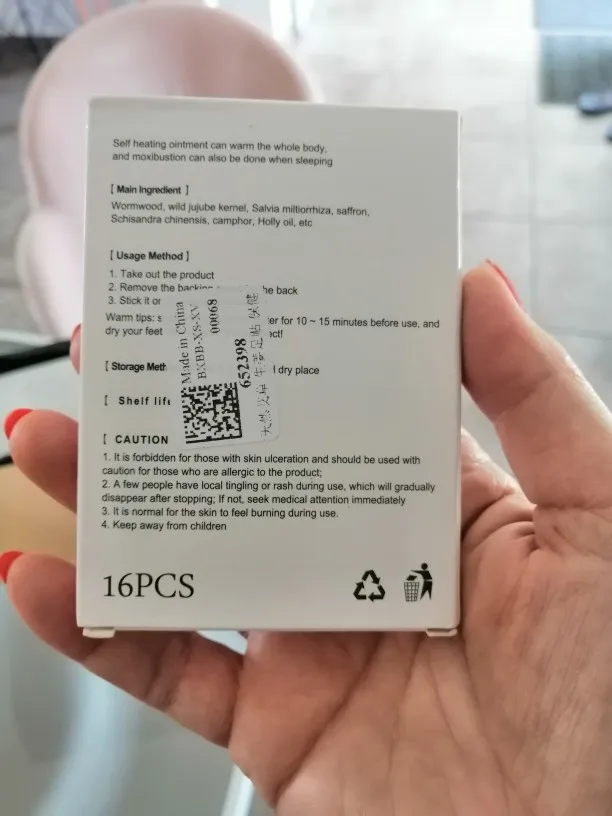 Self heating ointment can warm the whole body,
and moxibustion can also be done when sleeping
[ Main Ingredient ]
Wormwood, wild jujube kernel, Salvia miltiorrhiza, saffron,
Schisandra chinensis, camphor, Holly oil, etc
[ Usage Method ]
1. Take out the product
2. Remove the backing he back
3. Stick it or
Warm tips: s er for 10 ~ 15 minutes before use, and
dry your feet ect!
[ Storage Meth l dry place
[ Shelf life
[ CAUTION
1. It is forbidden for those with skin ulceration and should be used with
caution for those who are allergic to the product;
2. A few people have local tingling or rash during use, which will gradually
disappear after stopping; If not, seek medical attention immediately
3. It is normal for the skin to feel burning during use.
4. Keep away from children
16PCS
Made in China
BXBB-XS-XV
00068
652398